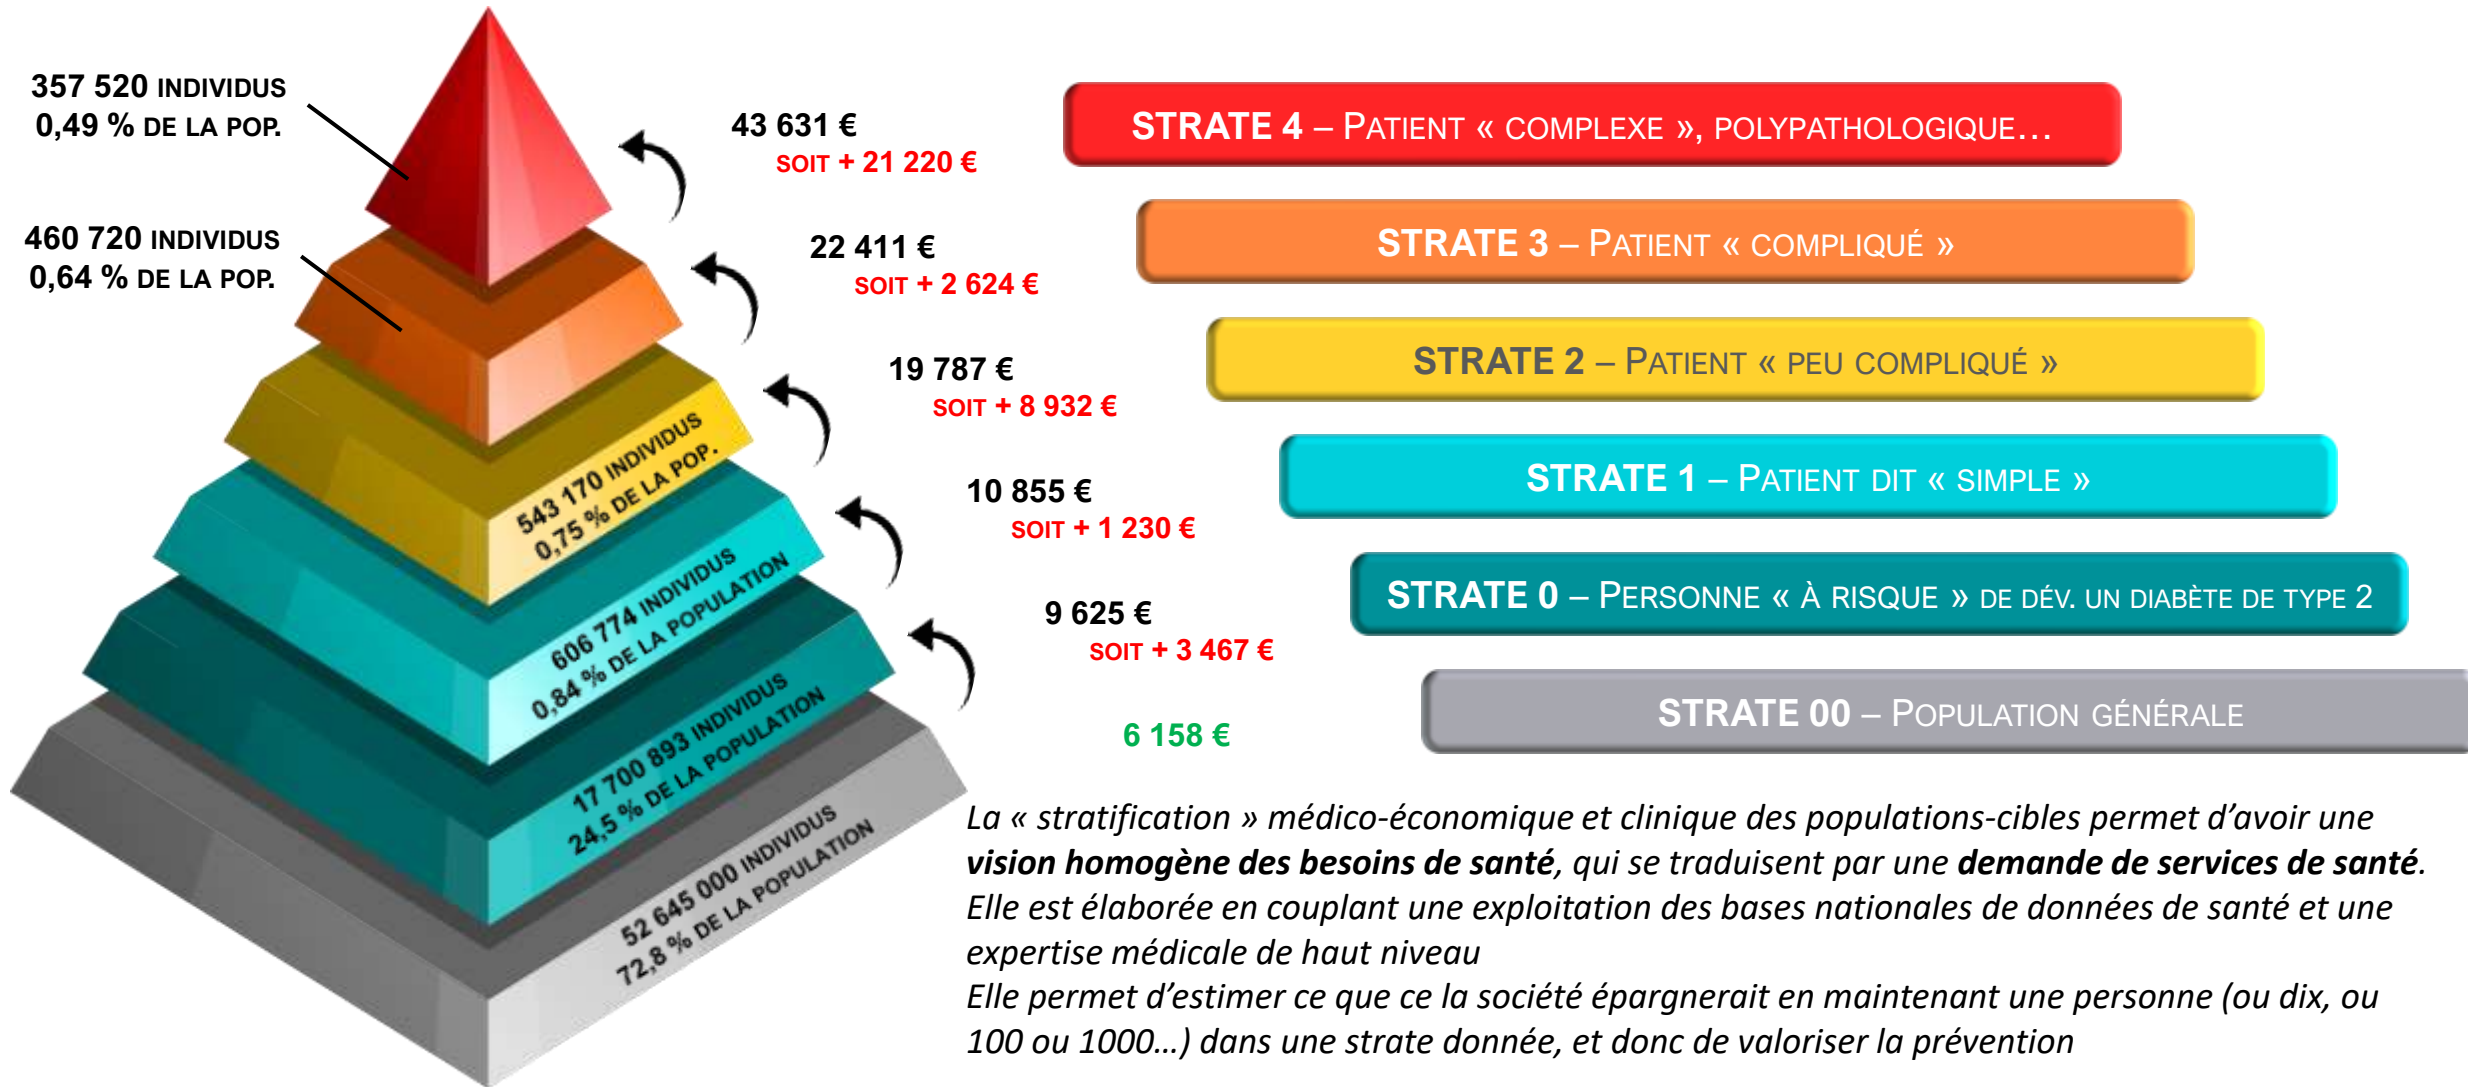 357 520 INDIVIDUS
0,49 % DE LA POP.
43 631 €
SOIT + 21 220 €
STRATE 4 – PATIENT « COMPLEXE », POLYPATHOLOGIQUE…
460 720 INDIVIDUS
0,64 % DE LA POP.
22 411 €
SOIT + 2 624 €
STRATE 3 – PATIENT « COMPLIQUÉ »
543 170 INDIVIDUS
0,75 % DE LA POP.
19 787 €
SOIT + 8 932 €
STRATE 2 – PATIENT « PEU COMPLIQUÉ »
606 774 INDIVIDUS
0,84 % DE LA POPULATION
10 855 €
SOIT + 1 230 €
STRATE 1 – PATIENT DIT « SIMPLE »
17 700 893 INDIVIDUS
24,5 % DE LA POPULATION
9 625 €
SOIT + 3 467 €
STRATE 0 – PERSONNE « À RISQUE » DE DÉV. UN DIABÈTE DE TYPE 2
52 645 000 INDIVIDUS
72,8 % DE LA POPULATION
6 158 €
STRATE 00 – POPULATION GÉNÉRALE
La « stratification » médico-économique et clinique des populations-cibles permet d’avoir une
vision homogène des besoins de santé, qui se traduisent par une demande de services de santé.
Elle est élaborée en couplant une exploitation des bases nationales de données de santé et une
expertise médicale de haut niveau
Elle permet d’estimer ce que ce la société épargnerait en maintenant une personne (ou dix, ou
100 ou 1000…) dans une strate donnée, et donc de valoriser la prévention